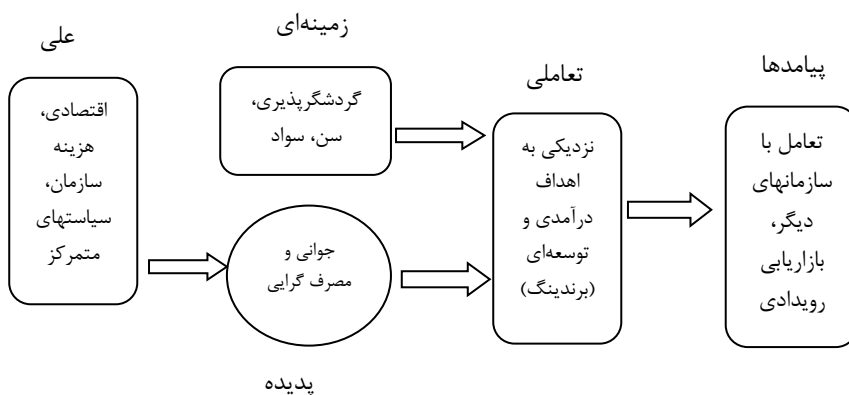 علی
اقتصادی،
هزینه
سازمان،
سیاستهای
متمرکز
زمینه‌ای
گردشگرپذیری،
سن، سواد
جوانی و
مصرف گرایی
پدیده
تعاملی
نزدیکی به
اهداف
درآمدی و
توسعه‌ای
(برندینگ)
پیامدها
تعامل با
سازمانهای
دیگر،
بازاریابی
رویدادی